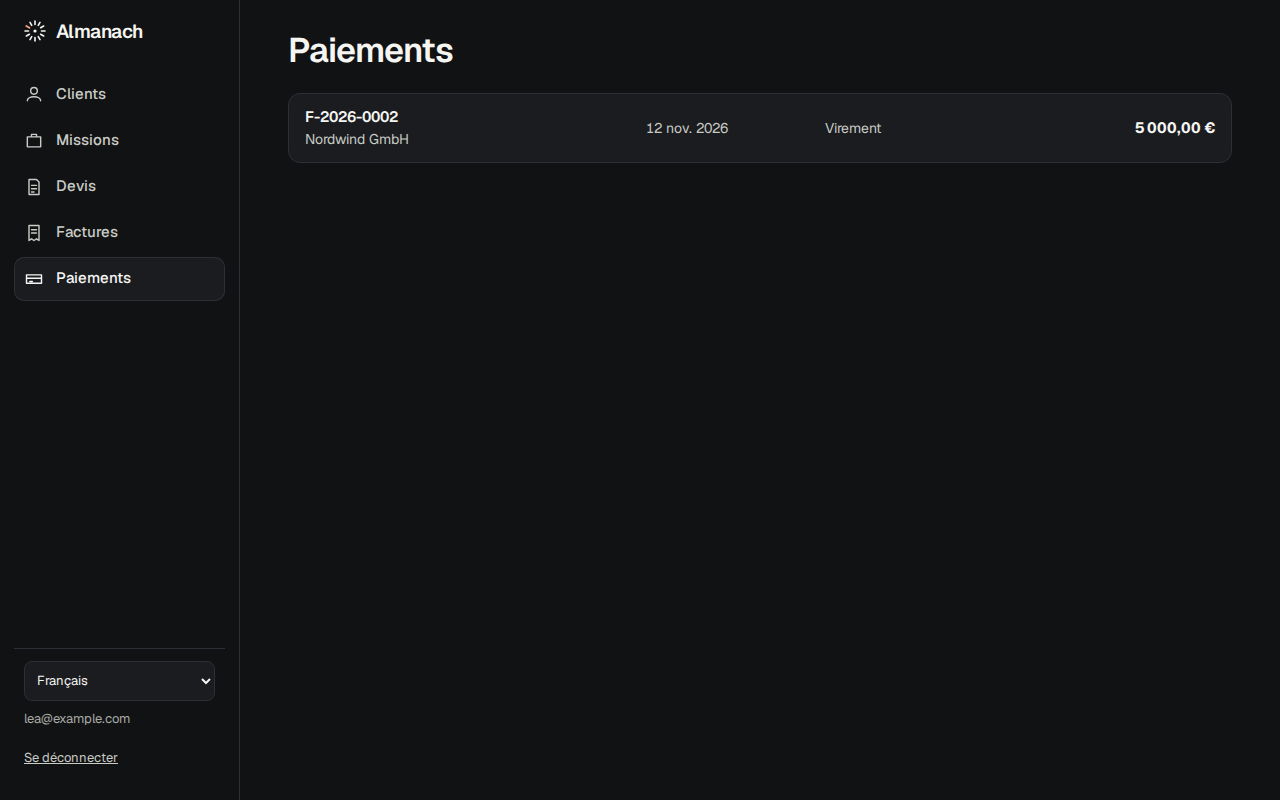 Almanach
Clients
Missions
Devis
Factures
Paiements
Français
lea@example.com
Se déconnecter
Paiements
F-2026-0002
Nordwind GmbH
12 nov. 2026
Virement
5 000,00 €